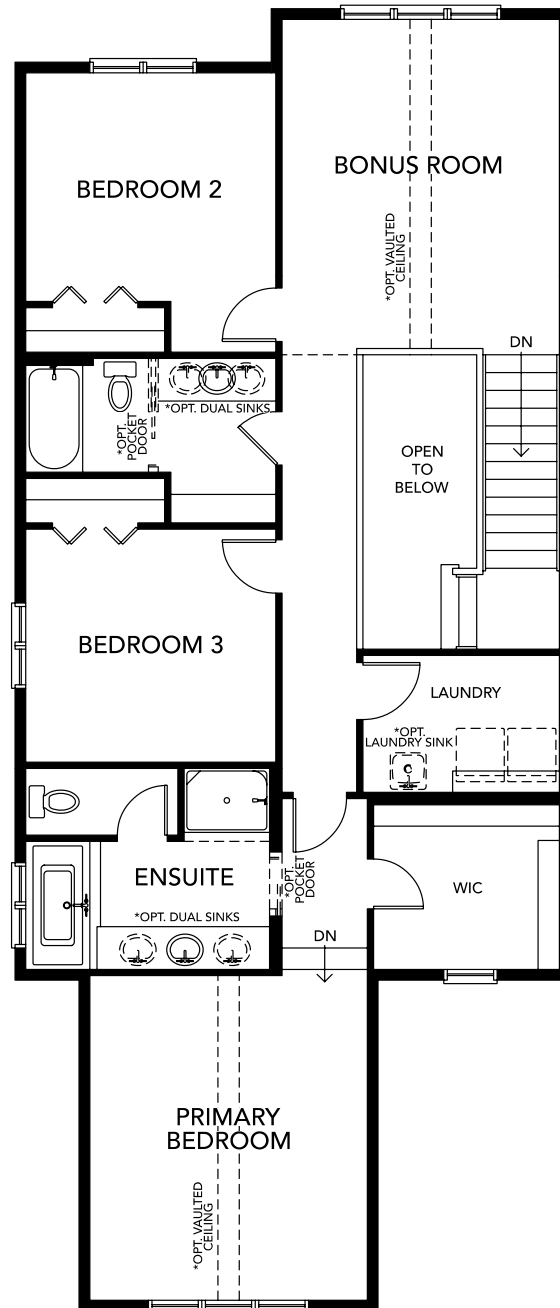 BEDROOM 2
BONUS ROOM
*OPT. VAULTED
CEILING
DN
*OPT. DUAL SINKS
*OPT.
POCKET
DOOR
OPEN
TO
BELOW
BEDROOM 3
LAUNDRY
*OPT.
LAUNDRY SINK
ENSUITE
*OPT.
POCKET
DOOR
WIC
*OPT. DUAL SINKS
DN
PRIMARY
BEDROOM
*OPT. VAULTED
CEILING